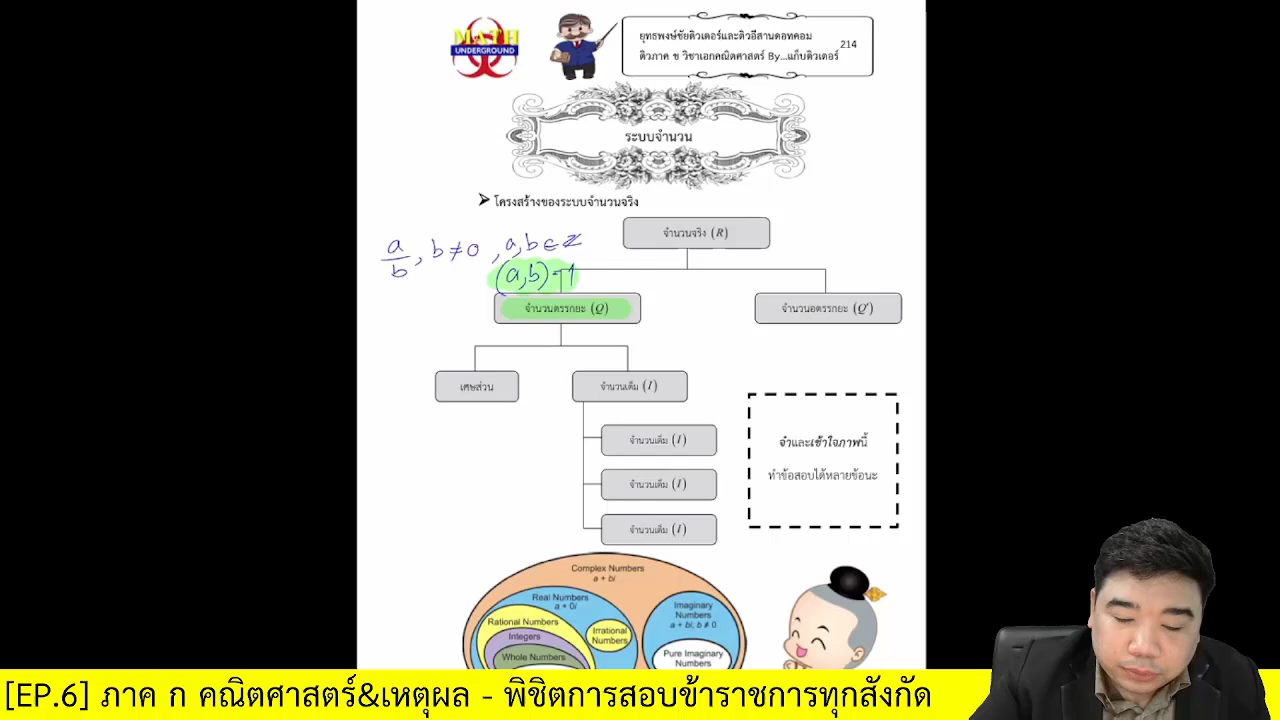 MATH
UNDERGROUND
ยุทธพงษ์ชัยติวเตอร์และติวอีสานดอทคอม
ติวภาค ข วิชาเอกคณิตศาสตร์ By...แก็บติวเตอร์
214
ระบบจำนวน
➤ โครงสร้างของระบบจำนวนจริง
จำนวนจริง (R)
a/b, b≠0, a,b ∈ ℤ
(a,b)=1
จำนวนตรรกยะ (Q)
จำนวนอตรรกยะ (Q')
เศษส่วน
จำนวนเต็ม (I)
จำนวนเต็ม (I)
จำนวนเต็ม (I)
จำนวนเต็ม (I)
จำและเข้าใจภาพนี้
ทำข้อสอบได้หลายข้อนะ
Complex Numbers
a + bi
Real Numbers
a + 0i
Rational Numbers
Integers
Whole Numbers
Irrational
Numbers
Imaginary
Numbers
a + bi, b ≠ 0
Pure Imaginary
Numbers
[EP.6] ภาค ก คณิตศาสตร์&เหตุผล - พิชิตการสอบข้าราชการทุกสังกัด